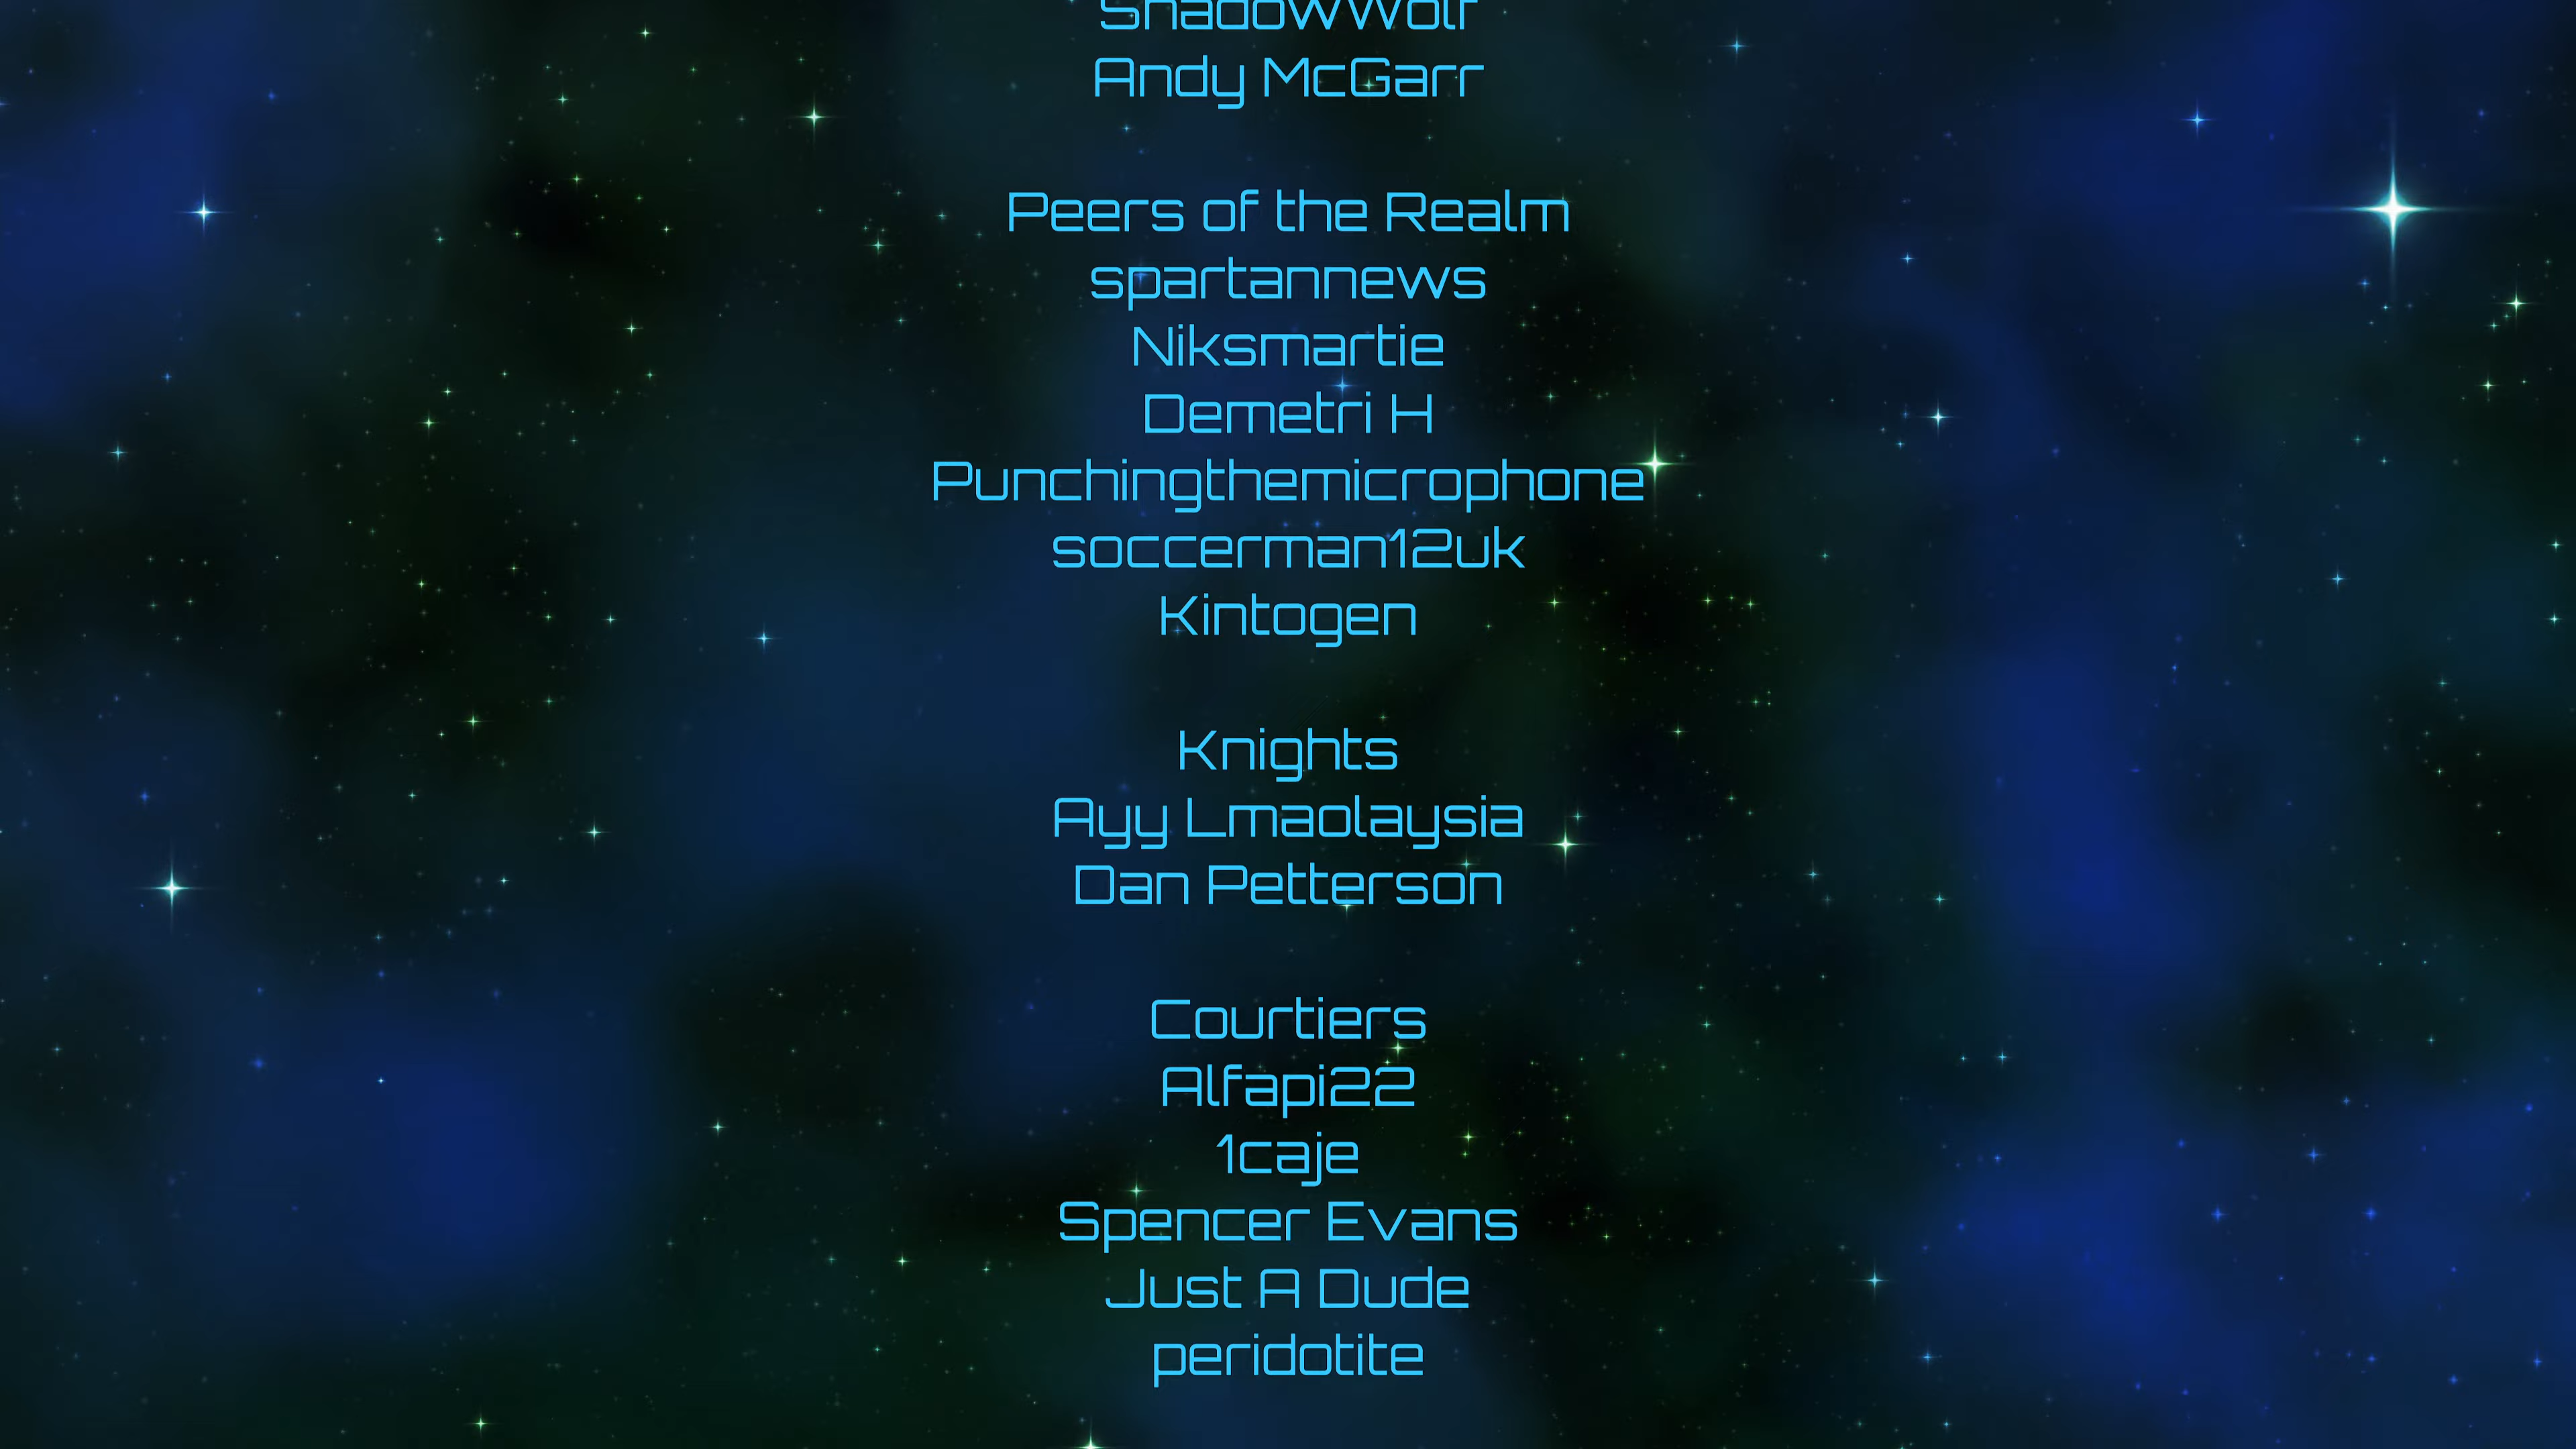 ShadowWolf
Andy McGarr
Peers of the Realm
spartannews
Niksmartie
Demetri H
Punchingthemicrophone
soccerman12uk
Kintogen
Knights
Ayy Lmaolaysia
Dan Petterson
Courtiers
Alfapi22
1caje
Spencer Evans
Just A Dude
peridotite